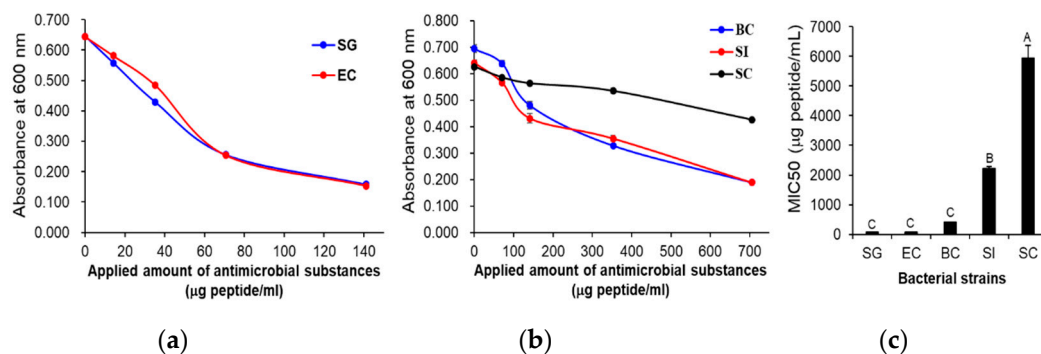 0.700
0.600
0.500
0.400
0.300
0.200
0.100
0.000
Absorbance at 600 nm
SG
EC
0 20 40 60 80 100 120 140
Applied amount of antimicrobial substances
(μg peptide/ml)
(a)
0.800
0.700
0.600
0.500
0.400
0.300
0.200
0.100
0.000
Absorbance at 600 nm
BC
SI
SC
0 100 200 300 400 500 600 700
Applied amount of antimicrobial substances
(μg peptide/ml)
(b)
7000
6000
5000
4000
3000
2000
1000
0
MIC50 (μg peptide/mL)
C C C B A
SG EC BC SI SC
Bacterial strains
(c)